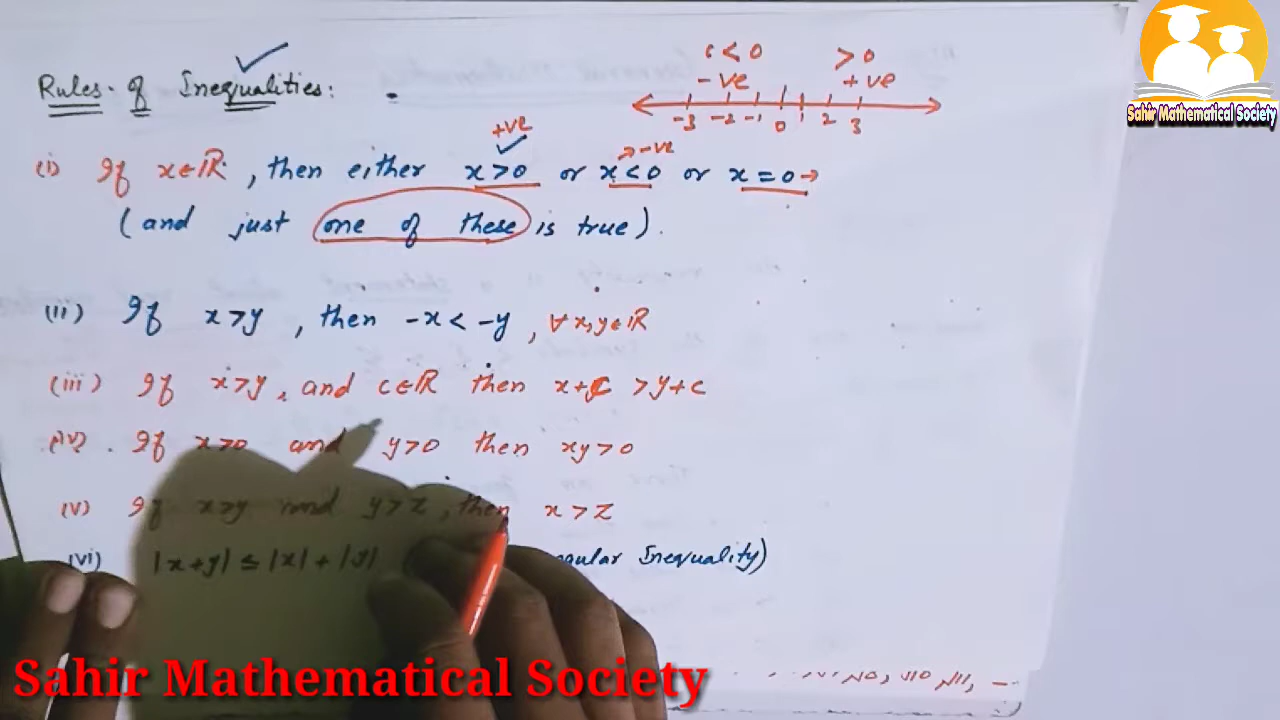 Rules of Inequalities:
c < 0 > 0
-ve +ve
-3 -2 -1 0 1 2 3
+ve
→ -ve
(i) If x∈ℝ, then either x>0 or x<0 or x=0→
(and just one of these is true).
(ii) If x>y, then -x < -y, ∀ x,y∈ℝ
(iii) If x>y, and c∈ℝ then x+c > y+c
(iv). If x>0 and y>0 then xy>0
(v) If x>y and y>z, then x>z
(vi) |x+y| ≤ |x| + |y| Inequality)
Sahir Mathematical Society
Sahir Mathematical Society